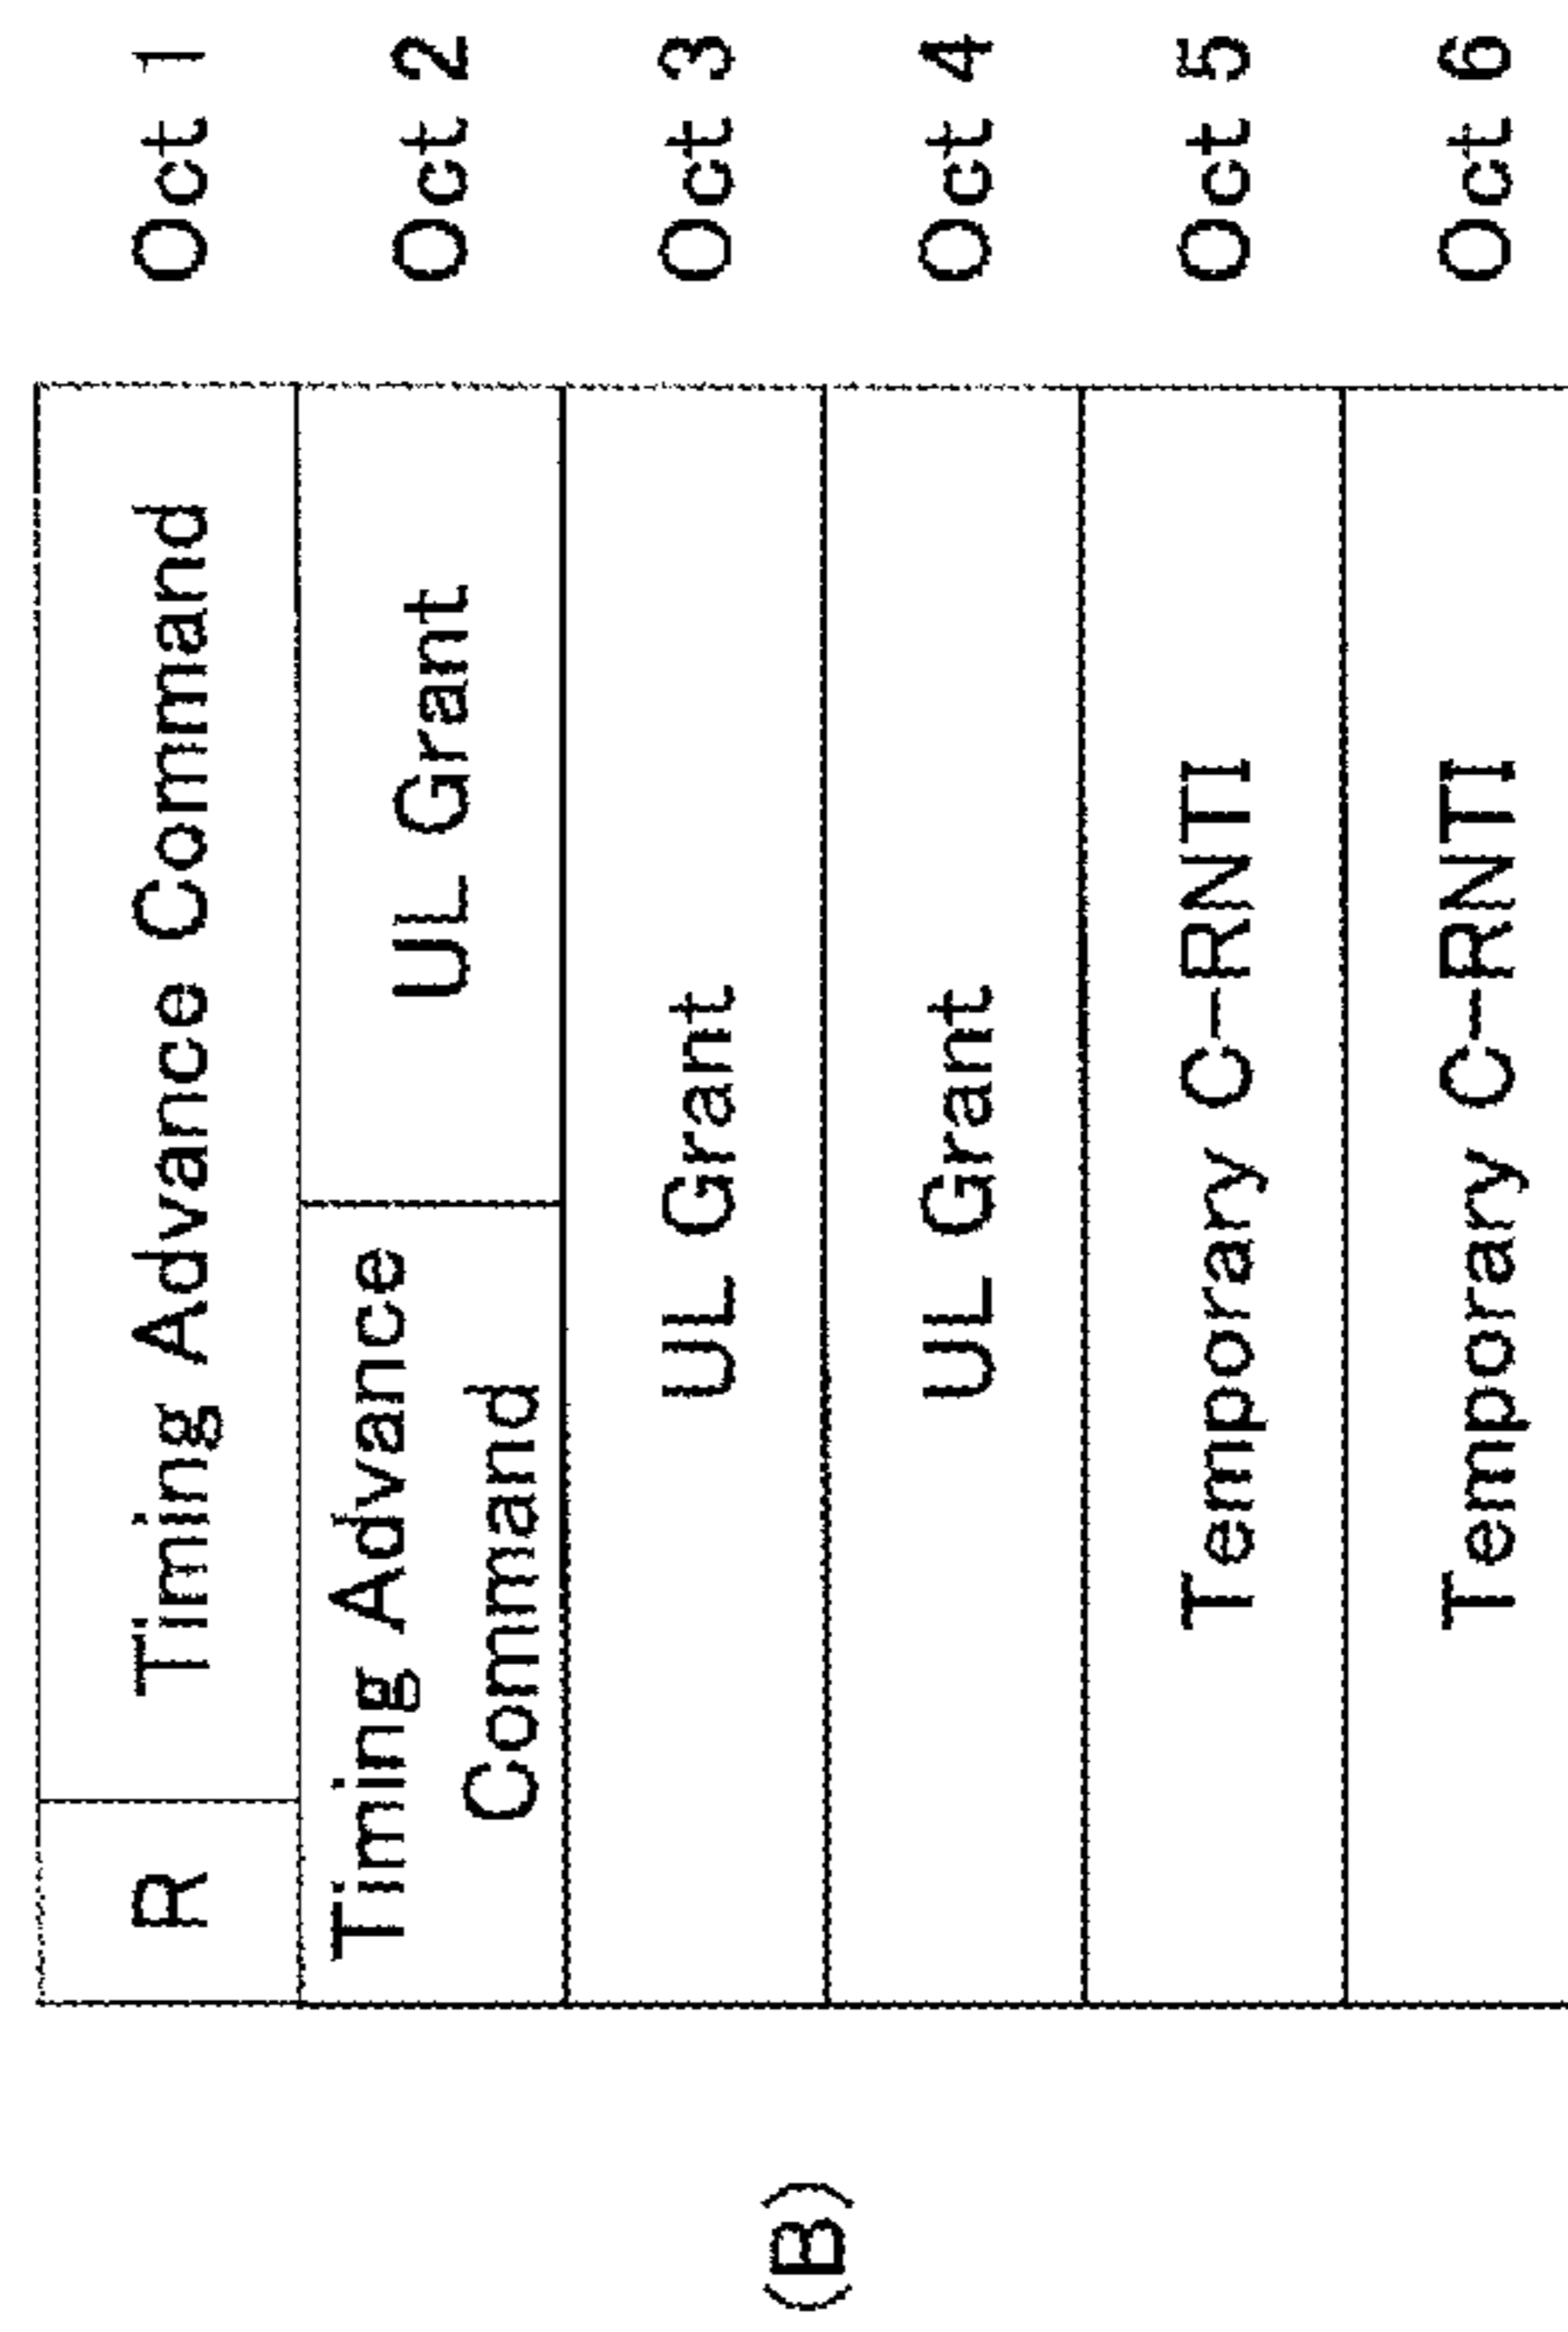 R Timing Advance Command Oct 1
Timing Advance
Command
UL Grant Oct 2
UL Grant Oct 3
(B)
UL Grant Oct 4
Temporary C-RNTI Oct 5
Temporary C-RNTI Oct 6